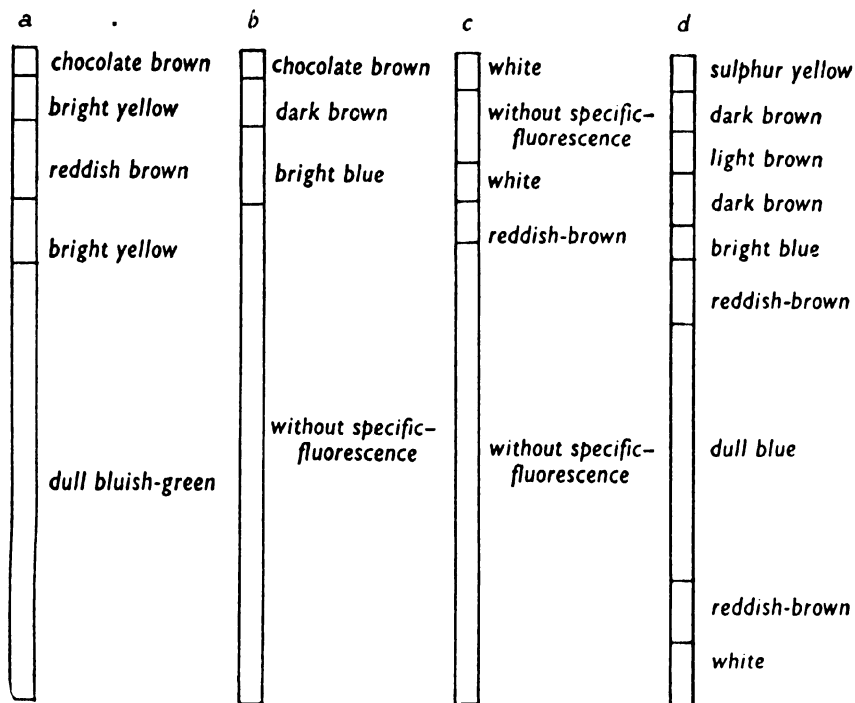 a
chocolate brown
bright yellow
reddish brown
bright yellow
dull bluish-green
b
chocolate brown
dark brown
bright blue
without specific-
fluorescence
c
white
without specific-
fluorescence
white
reddish-brown
without specific-
fluorescence
d
sulphur yellow
dark brown
light brown
dark brown
bright blue
reddish-brown
dull blue
reddish-brown
white